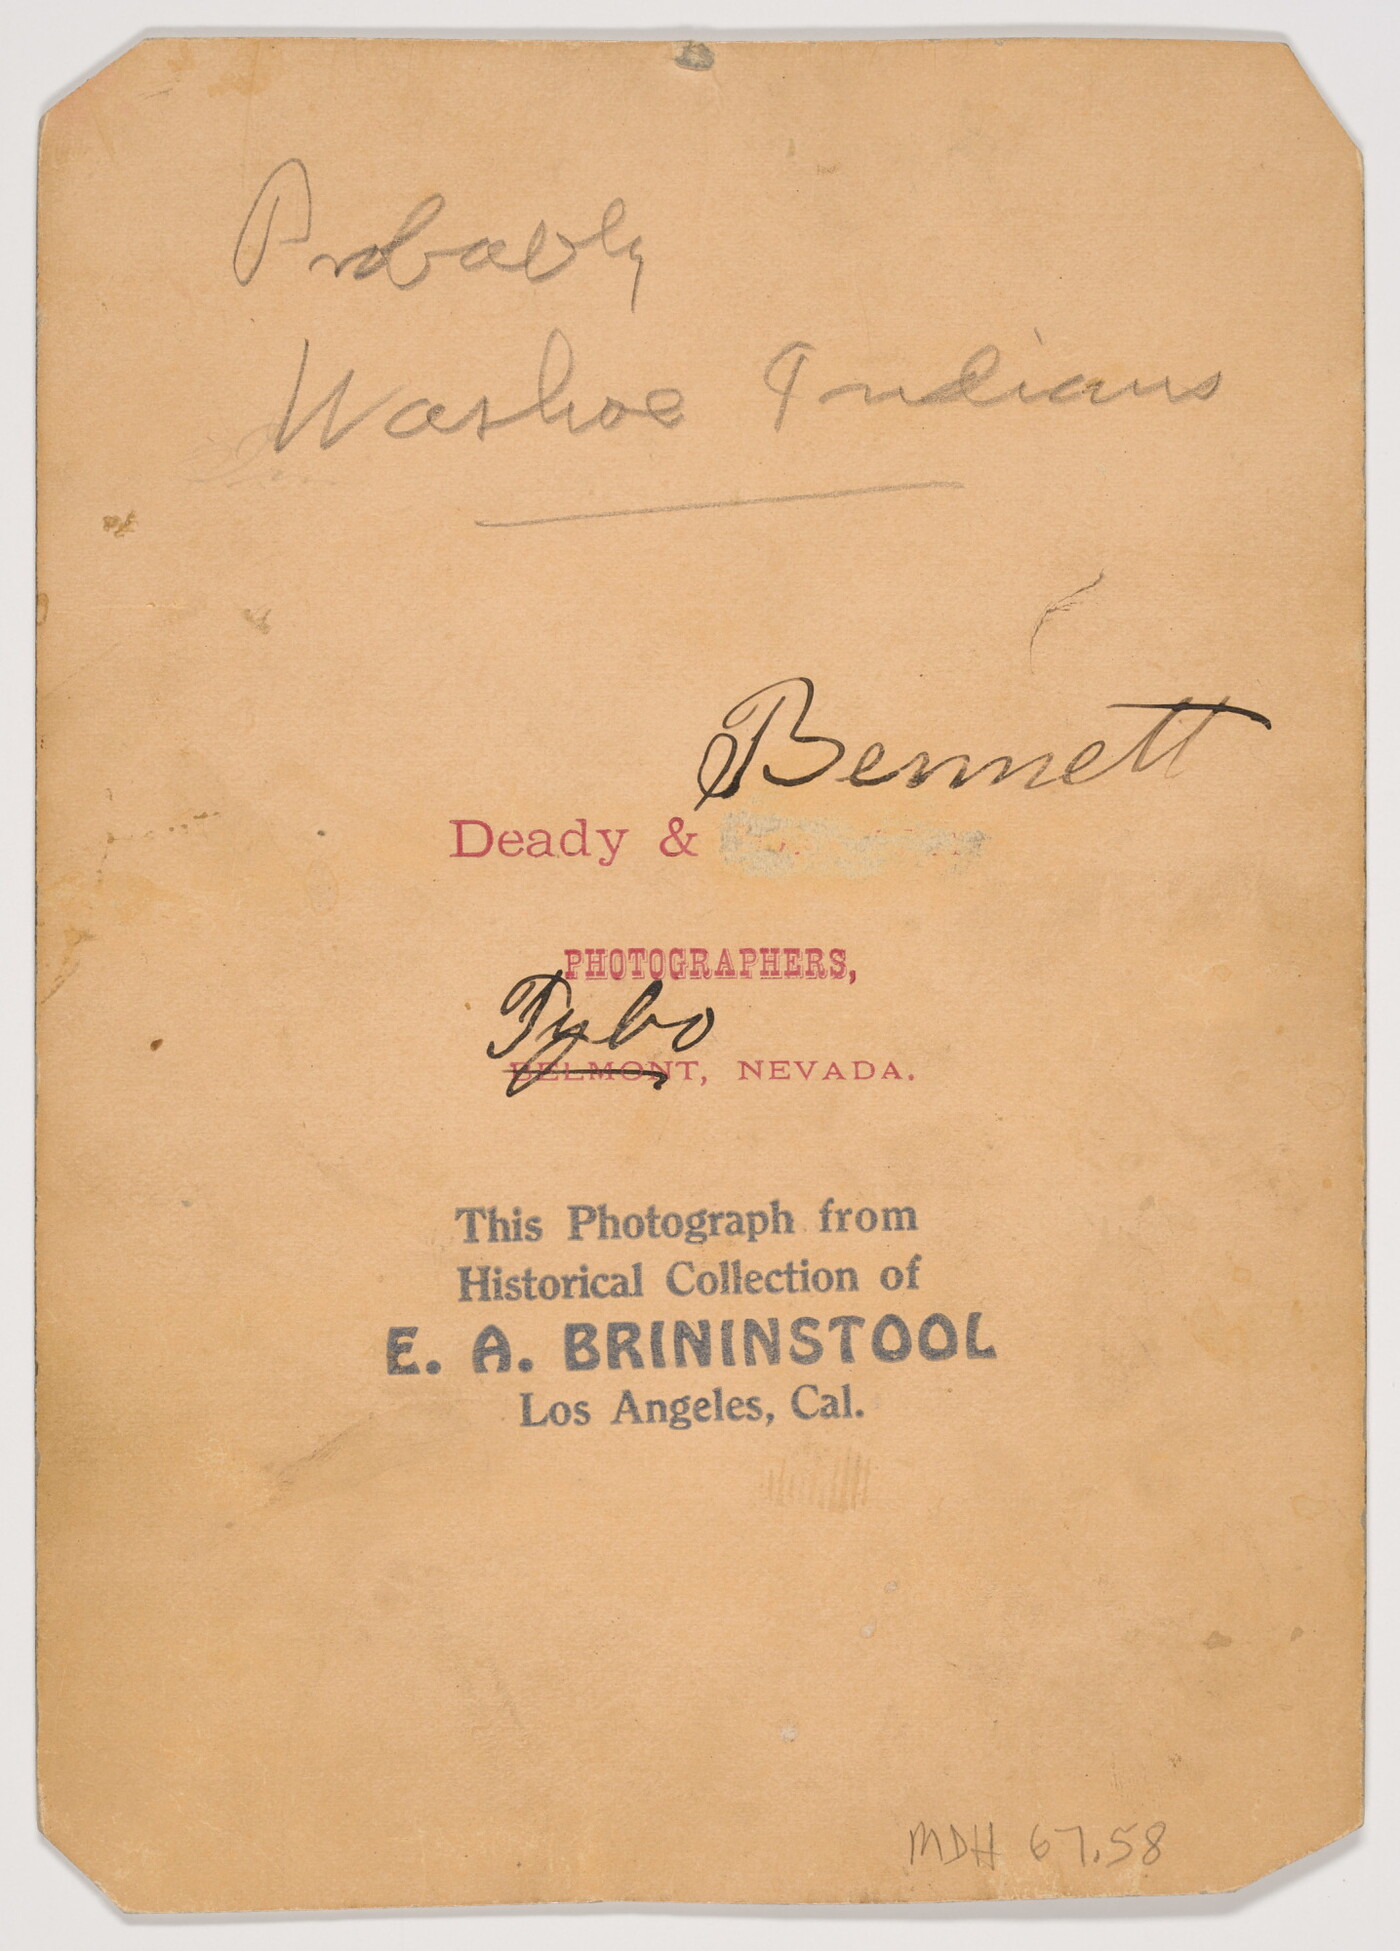 Probably
Washoe Indians
Bennett
Deady &
PHOTOGRAPHERS,
Tybo
BELMONT, NEVADA.
This Photograph from
Historical Collection of
E. A. BRININSTOOL
Los Angeles, Cal.
MDH 67.58